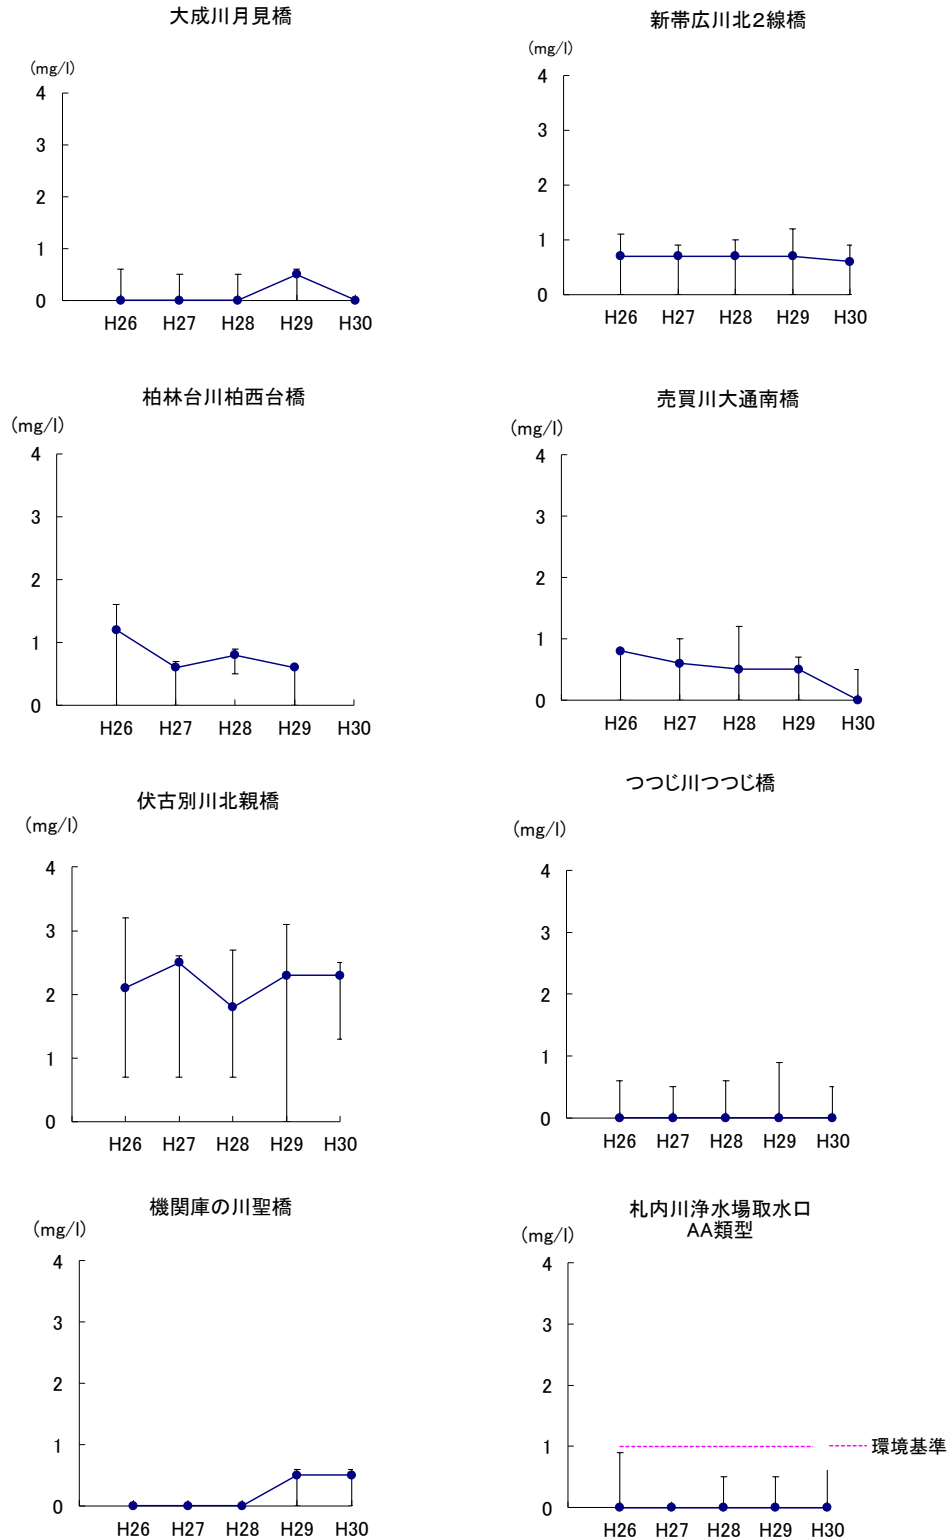 大成川月見橋
(mg/l)
4
3
2
1
0
H26 H27 H28 H29 H30
新帯広川北２線橋
(mg/l)
4
3
2
1
0
H26 H27 H28 H29 H30
柏林台川柏西台橋
(mg/l)
4
3
2
1
0
H26 H27 H28 H29 H30
売買川大通南橋
(mg/l)
4
3
2
1
0
H26 H27 H28 H29 H30
伏古別川北親橋
(mg/l)
4
3
2
1
0
H26 H27 H28 H29 H30
つつじ川つつじ橋
(mg/l)
4
3
2
1
0
H26 H27 H28 H29 H30
機関庫の川聖橋
(mg/l)
4
3
2
1
0
H26 H27 H28 H29 H30
札内川浄水場取水口
AA類型
(mg/l)
4
3
2
1
0
環境基準
H26 H27 H28 H29 H30